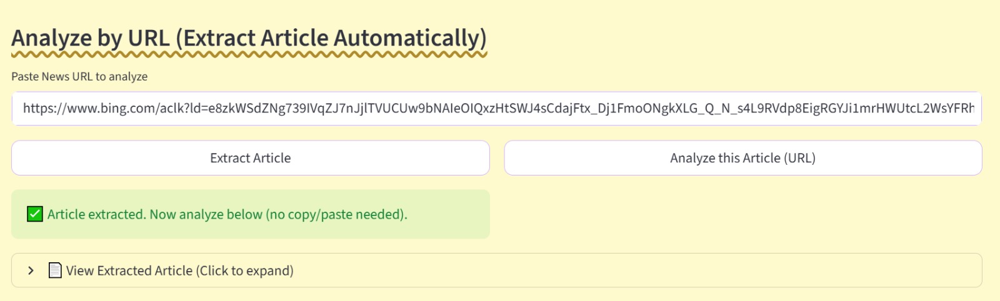 Analyze by URL (Extract Article Automatically)
Paste News URL to analyze
https://www.bing.com/aclk?ld=e8zkWSdZNg739IVqZJ7nJjlTVUCUw9bNAIeOIQxzHtSWJ4sCdajFtx_Dj1FmoONgkXLG_Q_N_s4L9RVdp8EigRGYJi1mrHWUtcL2WsYFRh
Extract Article
Analyze this Article (URL)
Article extracted. Now analyze below (no copy/paste needed).
View Extracted Article (Click to expand)